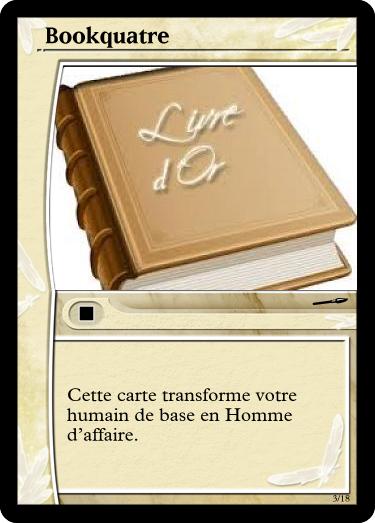 Bookquatre
Livre
d'Or
Cette carte transforme votre
humain de base en Homme
d'affaire.
3/18